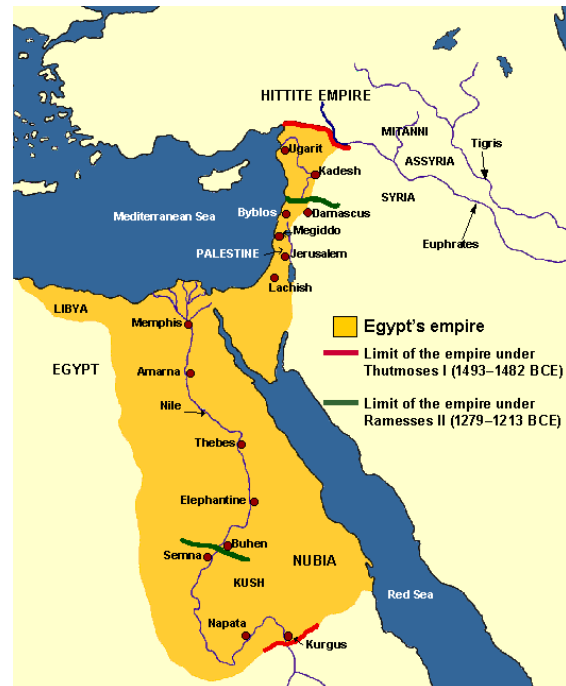 HITTITE EMPIRE
MITANNI
Tigris
Ugarit
ASSYRIA
Kadesh
SYRIA
Mediterranean Sea
Byblos
Damascus
Megiddo
Euphrates
PALESTINE
Jerusalem
Lachish
LIBYA
Memphis
Egypt's empire
EGYPT
Limit of the empire under
Thutmoses I (1493–1482 BCE)
Amarna
Nile
Limit of the empire under
Ramesses II (1279–1213 BCE)
Thebes
Elephantine
Buhen
Semna
NUBIA
KUSH
Red Sea
Napata
Kurgus